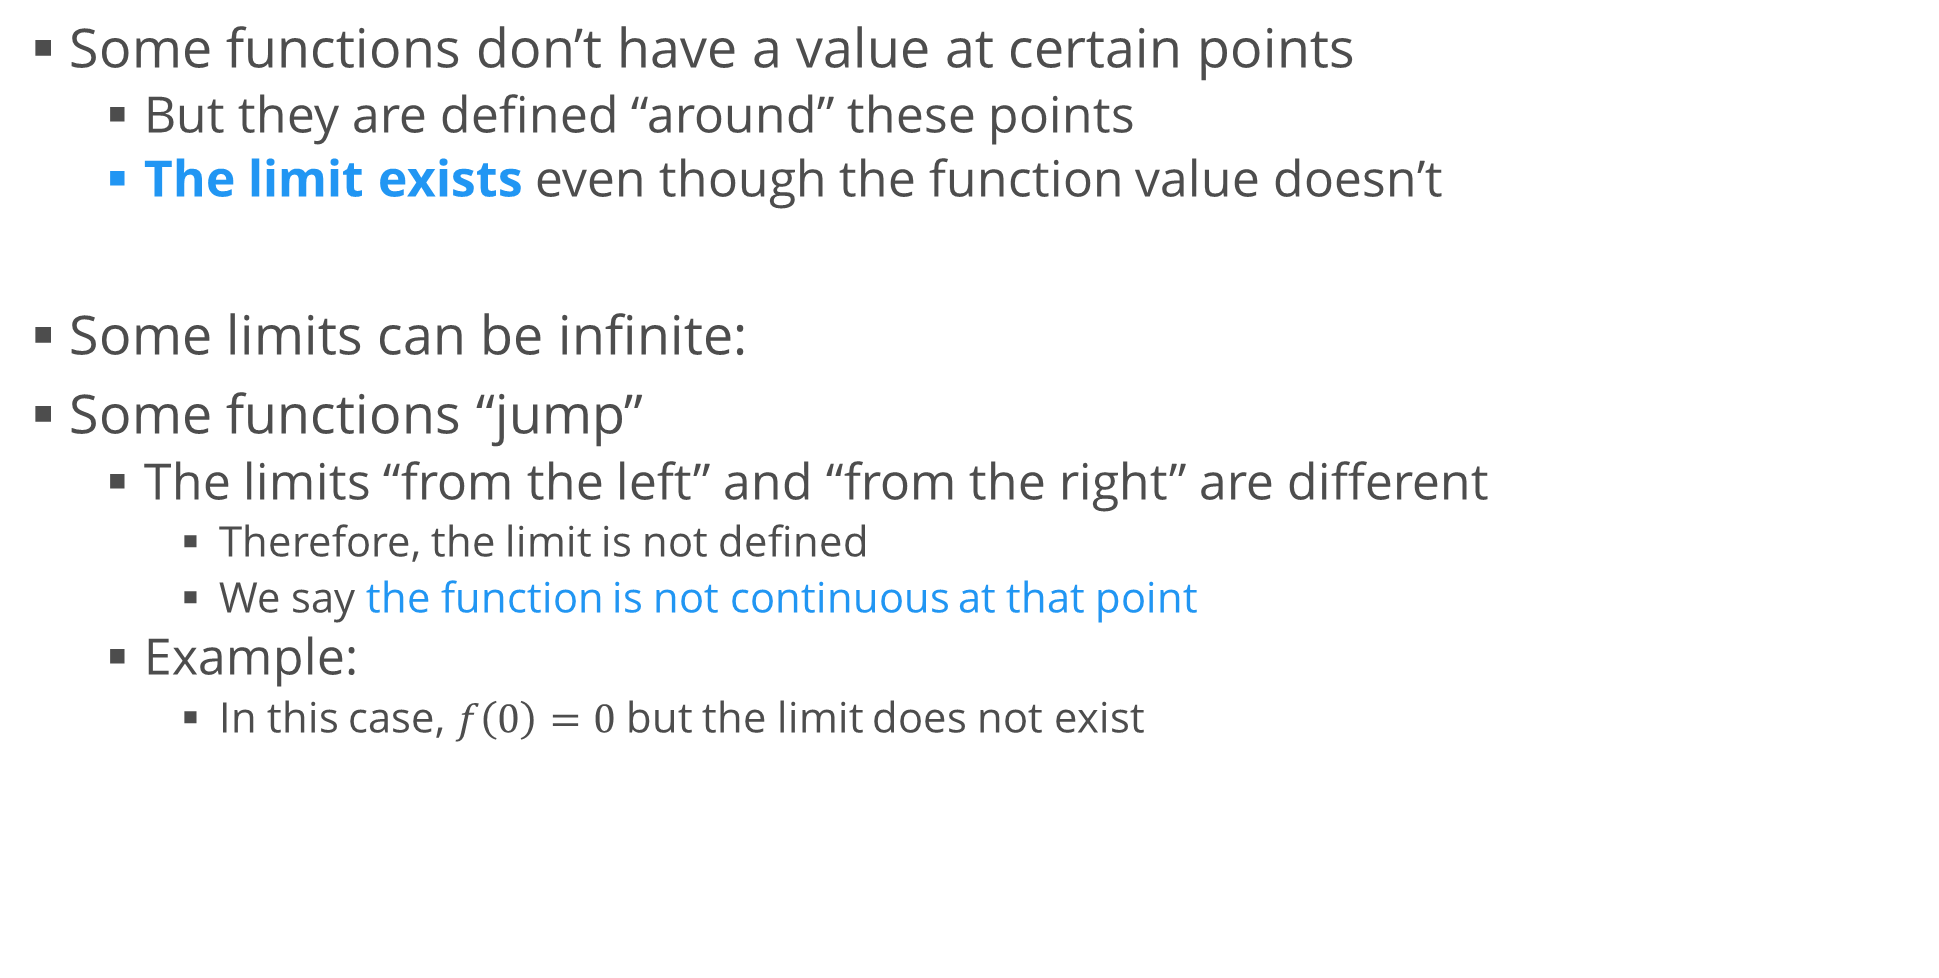 ▪ Some functions don’t have a value at certain points
▪ But they are defined “around” these points
▪ The limit exists even though the function value doesn’t
▪ Some limits can be infinite:
▪ Some functions “jump”
▪ The limits “from the left” and “from the right” are different
▪ Therefore, the limit is not defined
▪ We say the function is not continuous at that point
▪ Example:
▪ In this case, f(0) = 0 but the limit does not exist